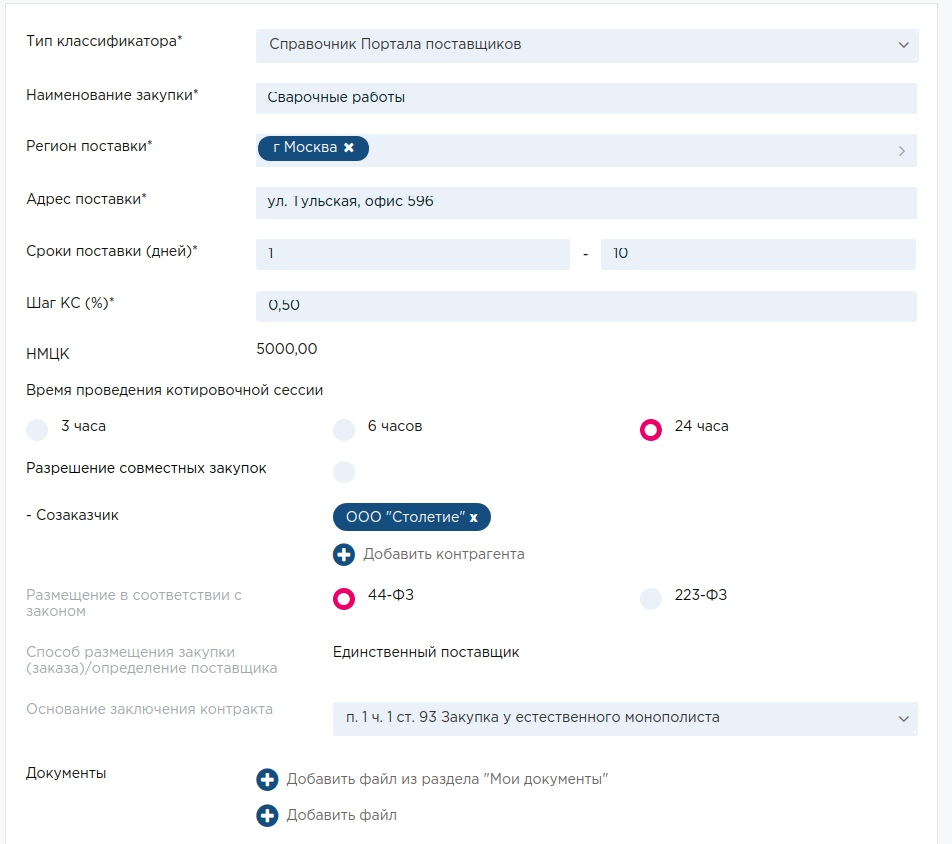 Тип классификатора*
Справочник Портала поставщиков
Наименование закупки*
Сварочные работы
Регион поставки*
г Москва ✖
Адрес поставки*
ул. Тульская, офис 596
Сроки поставки (дней)*
1 - 10
Шаг КС (%)*
0,50
НМЦК
5000,00
Время проведения котировочной сессии
3 часа
6 часов
24 часа
Разрешение совместных закупок
- Созаказчик
ООО "Столетие" x
Добавить контрагента
Размещение в соответствии с
законом
44-ФЗ
223-ФЗ
Способ размещения закупки
(заказа)/определение поставщика
Единственный поставщик
Основание заключения контракта
п. 1 ч. 1 ст. 93 Закупка у естественного монополиста
Документы
Добавить файл из раздела "Мои документы"
Добавить файл